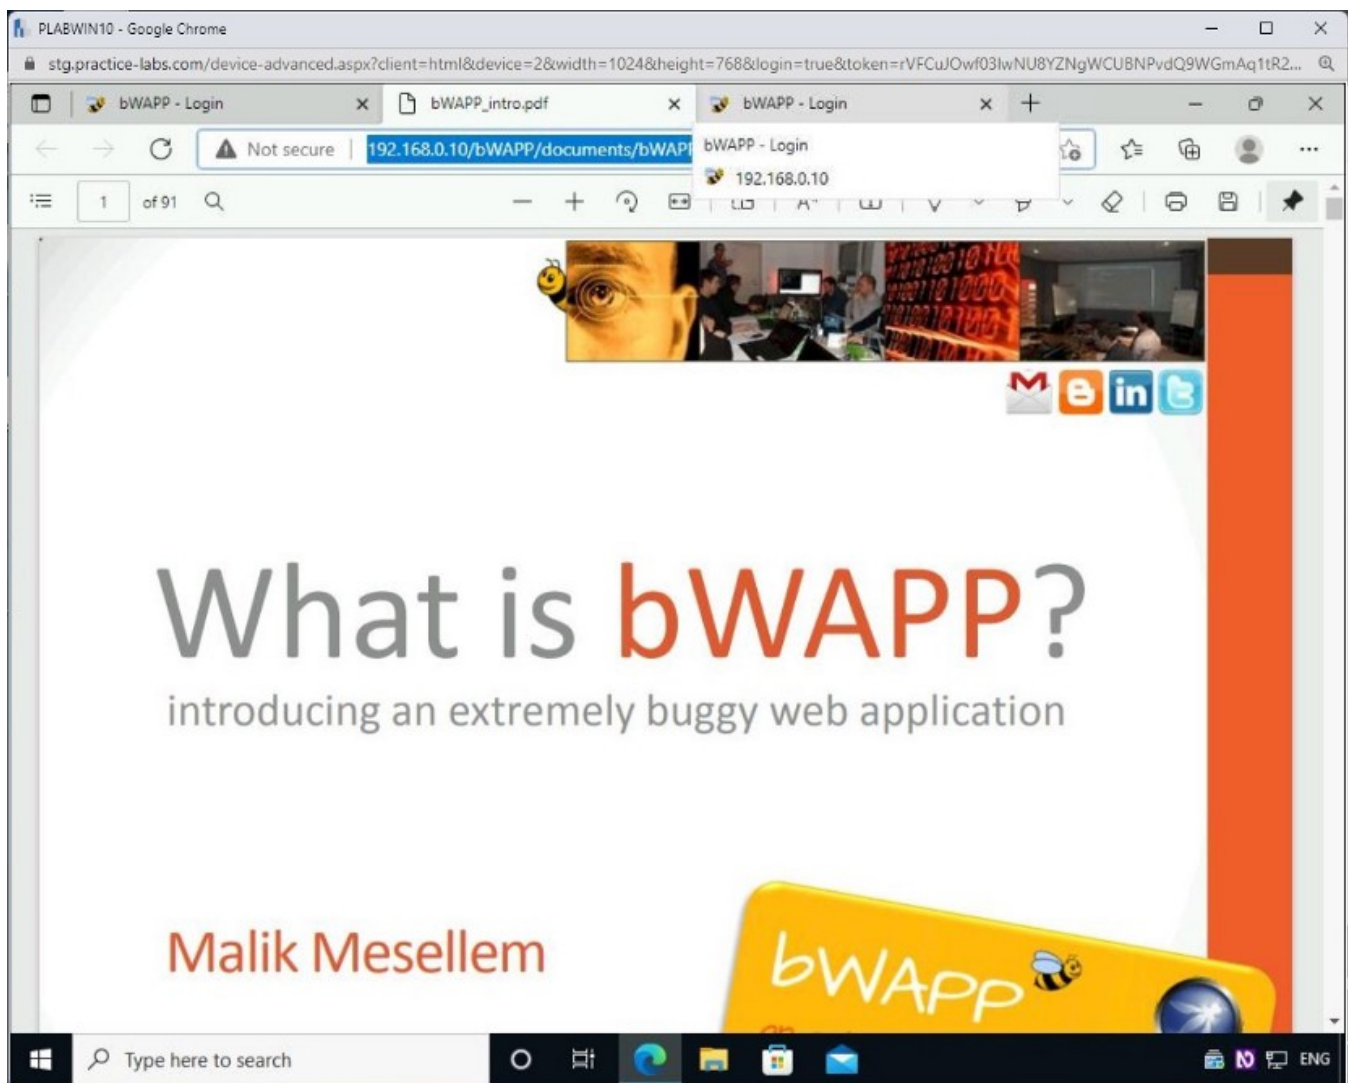 PLABWIN10 - Google Chrome
stg.practice-labs.com/device-advanced.aspx?client=html&device=2&width=1024&height=768&login=true&token=rVFCuJOwf03IwNU8YZNgWCUBNPvdQ9WGmAq1tR2...
bWAPP - Login
bWAPP_intro.pdf
bWAPP - Login
Not secure
192.168.0.10/bWAPP/documents/bWAPP
bWAPP - Login
192.168.0.10
1 of 91
in
What is bWAPP?
introducing an extremely buggy web application
Malik Mesellem
bWAPP
Type here to search
ENG